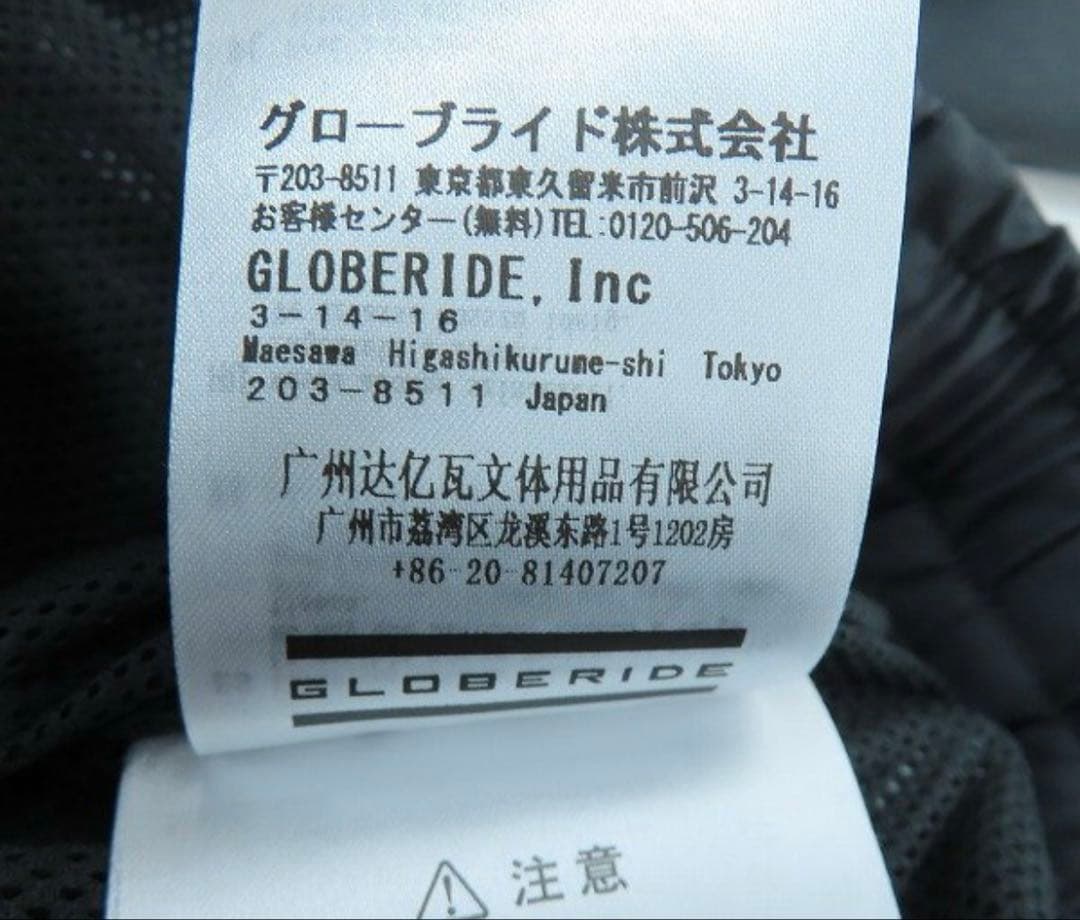 グローブライド株式会社
〒203-8511 東京都東久留米市前沢 3-14-16
お客様センター(無料)TEL:0120-506-204
GLOBERIDE, Inc
3-14-16
Maesawa Higashikurume-shi Tokyo
203-8511 Japan
广州达亿瓦文体用品有限公司
广州市荔湾区龙溪东路1号1202房
+86-20-81407207
GLOBERIDE
注意